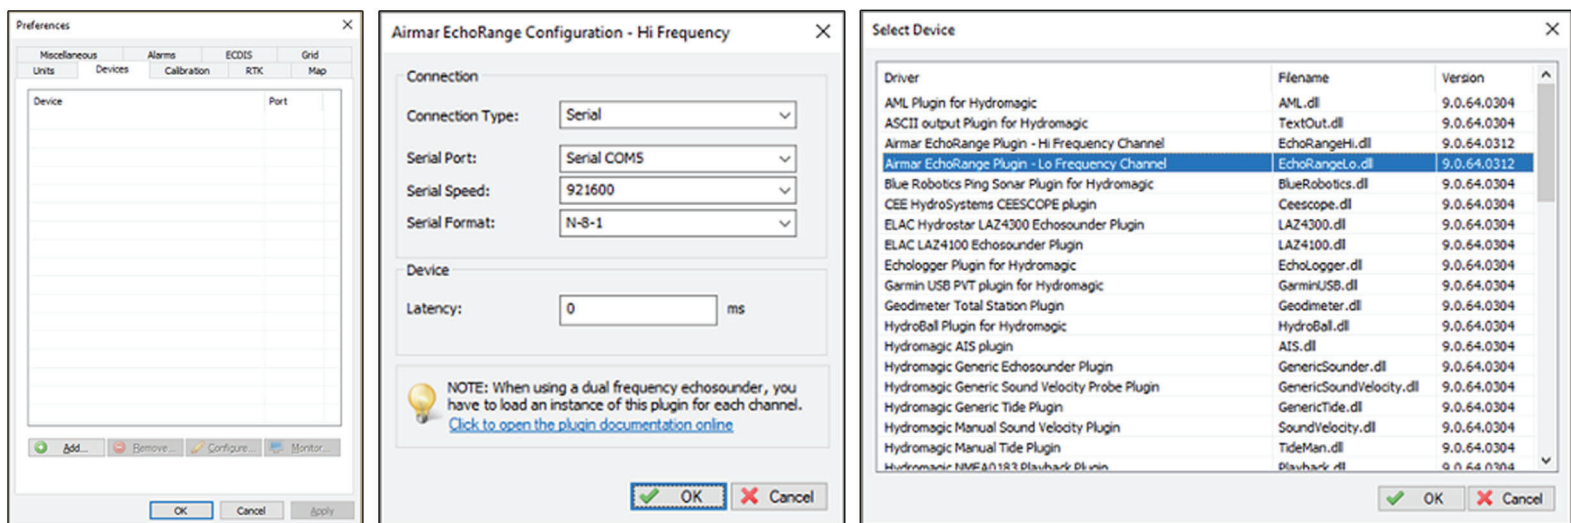 Preferences
Miscellaneous Alarms ECDIS Grid
Units Devices Calibration RTK Map
Device Port
Add... Remove... Configure... Monitor...
OK Cancel Apply
Airmar EchoRange Configuration - Hi Frequency
Connection
Connection Type: Serial
Serial Port: Serial COM5
Serial Speed: 921600
Serial Format: N-8-1
Device
Latency: 0 ms
NOTE: When using a dual frequency echosounder, you
have to load an instance of this plugin for each channel.
Click to open the plugin documentation online
OK Cancel
Select Device
Driver Filename Version
AML Plugin for Hydromagic AML.dll 9.0.64.0304
ASCII output Plugin for Hydromagic TextOut.dll 9.0.64.0304
Airmar EchoRange Plugin - Hi Frequency Channel EchoRangeHi.dll 9.0.64.0312
Airmar EchoRange Plugin - Lo Frequency Channel EchoRangeLo.dll 9.0.64.0312
Blue Robotics Ping Sonar Plugin for Hydromagic BlueRobotics.dll 9.0.64.0304
CEE HydroSystems CEESCOPE plugin Ceescope.dll 9.0.64.0304
ELAC Hydrostar LAZ4300 Echosounder Plugin LAZ4300.dll 9.0.64.0304
ELAC LAZ4100 Echosounder Plugin LAZ4100.dll 9.0.64.0304
Echologger Plugin for Hydromagic EchoLogger.dll 9.0.64.0304
Garmin USB PVT plugin for Hydromagic GarminUSB.dll 9.0.64.0304
Geodimeter Total Station Plugin Geodimeter.dll 9.0.64.0304
HydroBall Plugin for Hydromagic HydroBall.dll 9.0.64.0304
Hydromagic AIS plugin AIS.dll 9.0.64.0304
Hydromagic Generic Echosounder Plugin GenericSounder.dll 9.0.64.0304
Hydromagic Generic Sound Velocity Probe Plugin GenericSoundVelocity.dll 9.0.64.0304
Hydromagic Generic Tide Plugin GenericTide.dll 9.0.64.0304
Hydromagic Manual Sound Velocity Plugin SoundVelocity.dll 9.0.64.0304
Hydromagic Manual Tide Plugin TideMan.dll 9.0.64.0304
Hydromagic NMEA0183 Playback Plugin Playback.dll 9.0.64.0304
OK Cancel